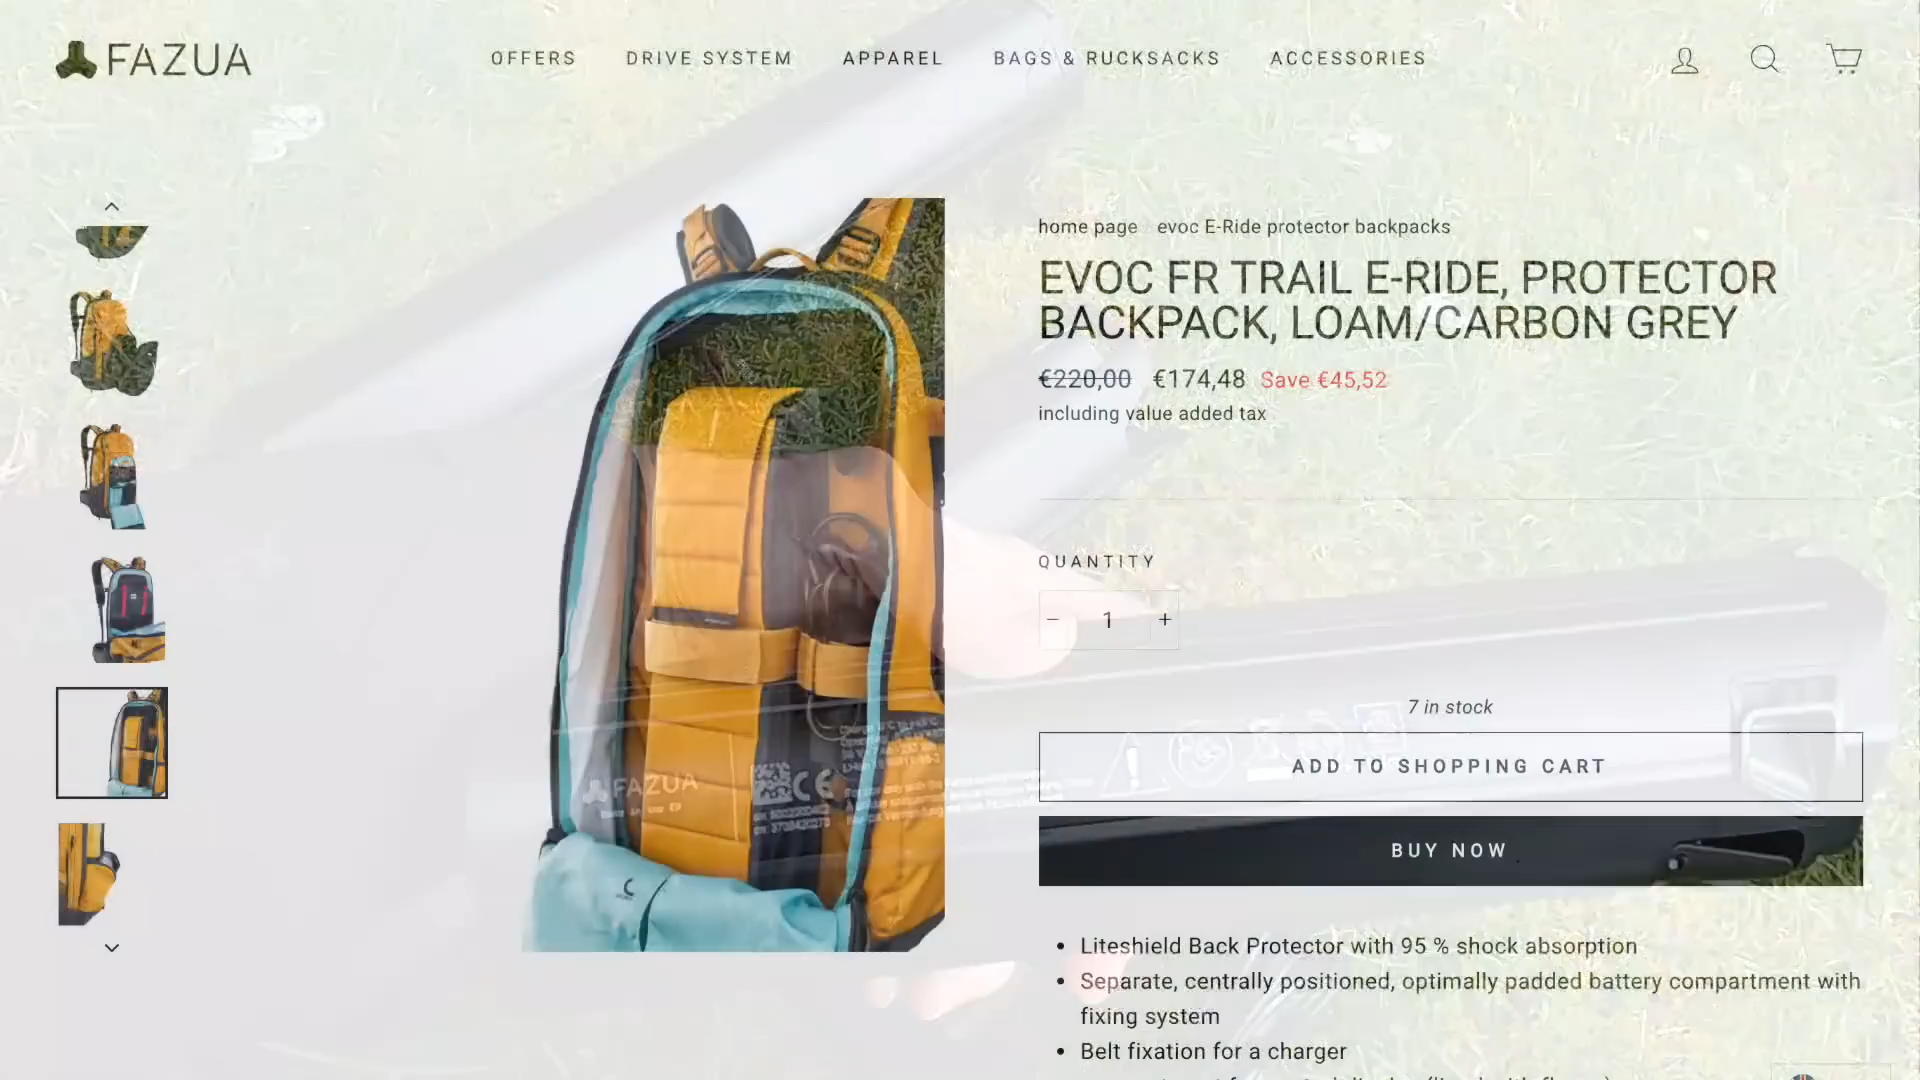 FAZUA
OFFERS
DRIVE SYSTEM
APPAREL
BAGS & RUCKSACKS
ACCESSORIES
home page
evoc E-Ride protector backpacks
EVOC FR TRAIL E-RIDE, PROTECTOR
BACKPACK, LOAM/CARBON GREY
€220,00 €174,48 Save €45,52
including value added tax
QUANTITY
− 1 +
7 in stock
ADD TO SHOPPING CART
FAZUA
CE
BUY NOW
• Liteshield Back Protector with 95 % shock absorption
• Separate, centrally positioned, optimally padded battery compartment with
fixing system
• Belt fixation for a charger